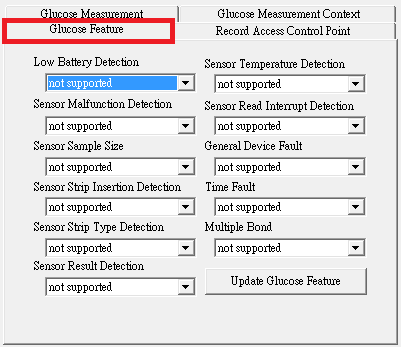 Glucose Measurement
Glucose Measurement Context
Glucose Feature
Record Access Control Point
Low Battery Detection
not supported
Sensor Malfunction Detection
not supported
Sensor Sample Size
not supported
Sensor Strip Insertion Detection
not supported
Sensor Strip Type Detection
not supported
Sensor Result Detection
not supported
Sensor Temperature Detection
not supported
Sensor Read Interrupt Detection
not supported
General Device Fault
not supported
Time Fault
not supported
Multiple Bond
not supported
Update Glucose Feature